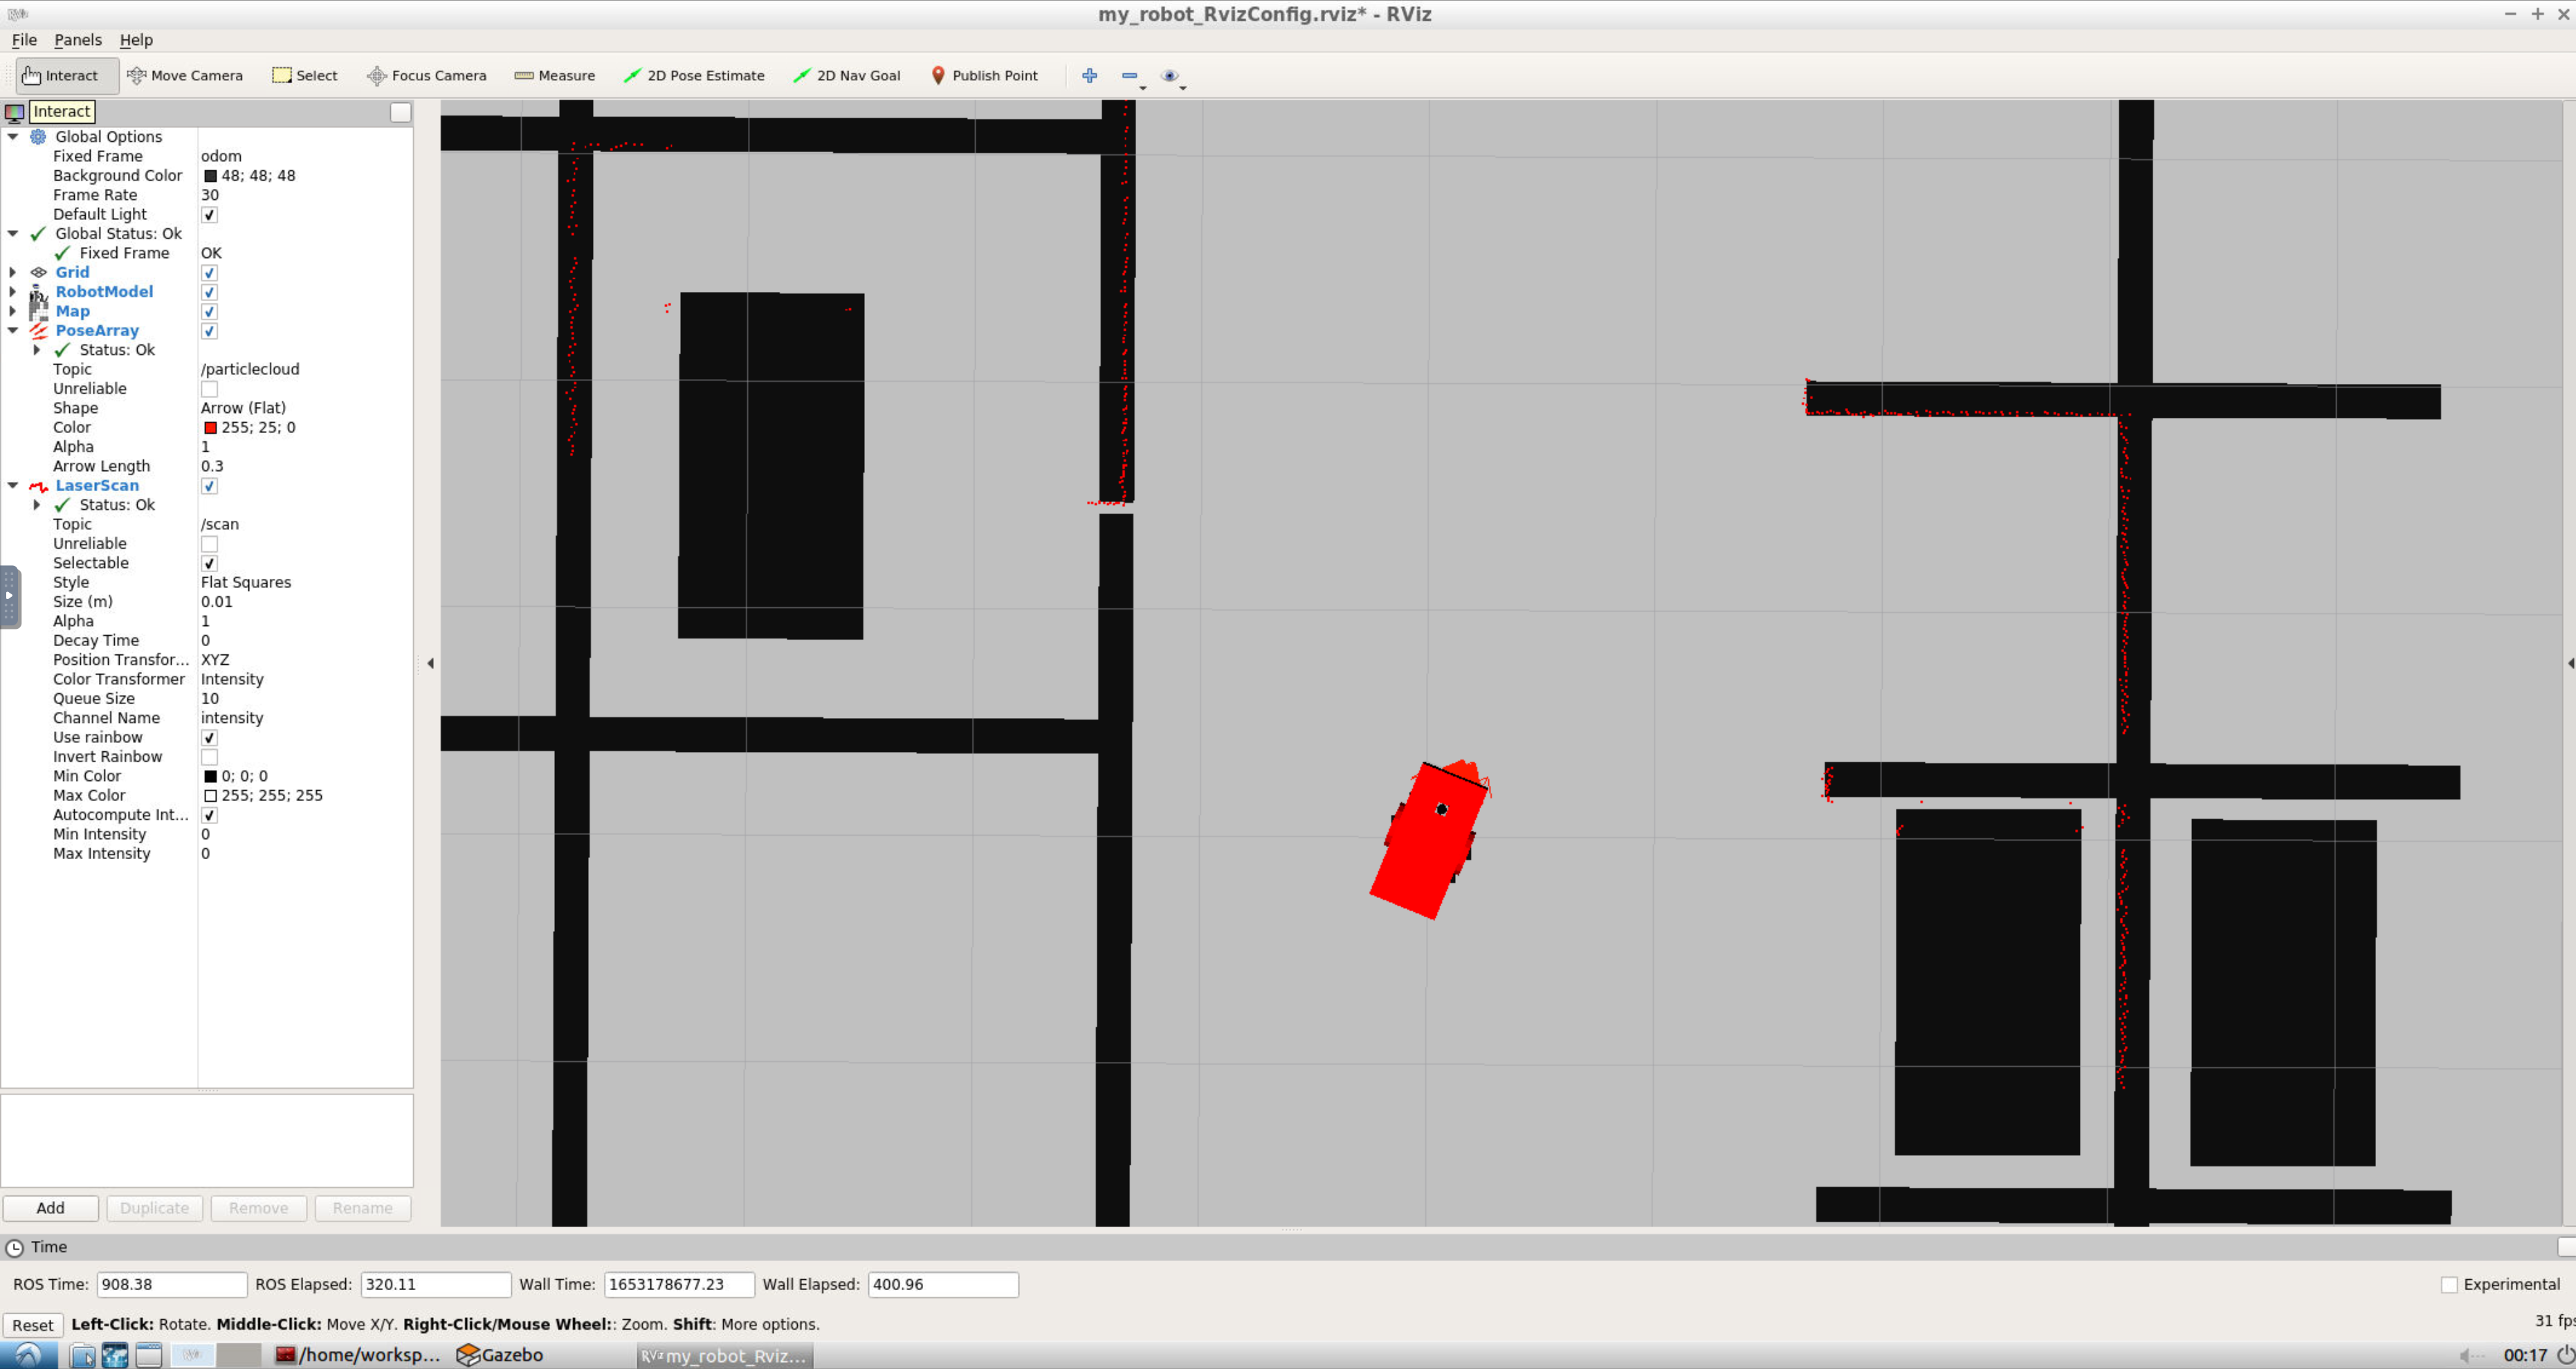 my_robot_RvizConfig.rviz* - RViz
File Panels Help
Interact Move Camera Select Focus Camera Measure 2D Pose Estimate 2D Nav Goal Publish Point
Interact
Global Options
Fixed Frame odom
Background Color 48; 48; 48
Frame Rate 30
Default Light
Global Status: Ok
Fixed Frame OK
Grid
RobotModel
Map
PoseArray
Status: Ok
Topic /particlecloud
Unreliable
Shape Arrow (Flat)
Color 255; 25; 0
Alpha 1
Arrow Length 0.3
LaserScan
Status: Ok
Topic /scan
Unreliable
Selectable
Style Flat Squares
Size (m) 0.01
Alpha 1
Decay Time 0
Position Transfor... XYZ
Color Transformer Intensity
Queue Size 10
Channel Name intensity
Use rainbow
Invert Rainbow
Min Color 0; 0; 0
Max Color 255; 255; 255
Autocompute Int...
Min Intensity 0
Max Intensity 0
Add Duplicate Remove Rename
Time
ROS Time: 908.38 ROS Elapsed: 320.11 Wall Time: 1653178677.23 Wall Elapsed: 400.96 Experimental
Reset Left-Click: Rotate. Middle-Click: Move X/Y. Right-Click/Mouse Wheel:: Zoom. Shift: More options. 31 fps
/home/worksp... Gazebo my_robot_Rviz... 00:17